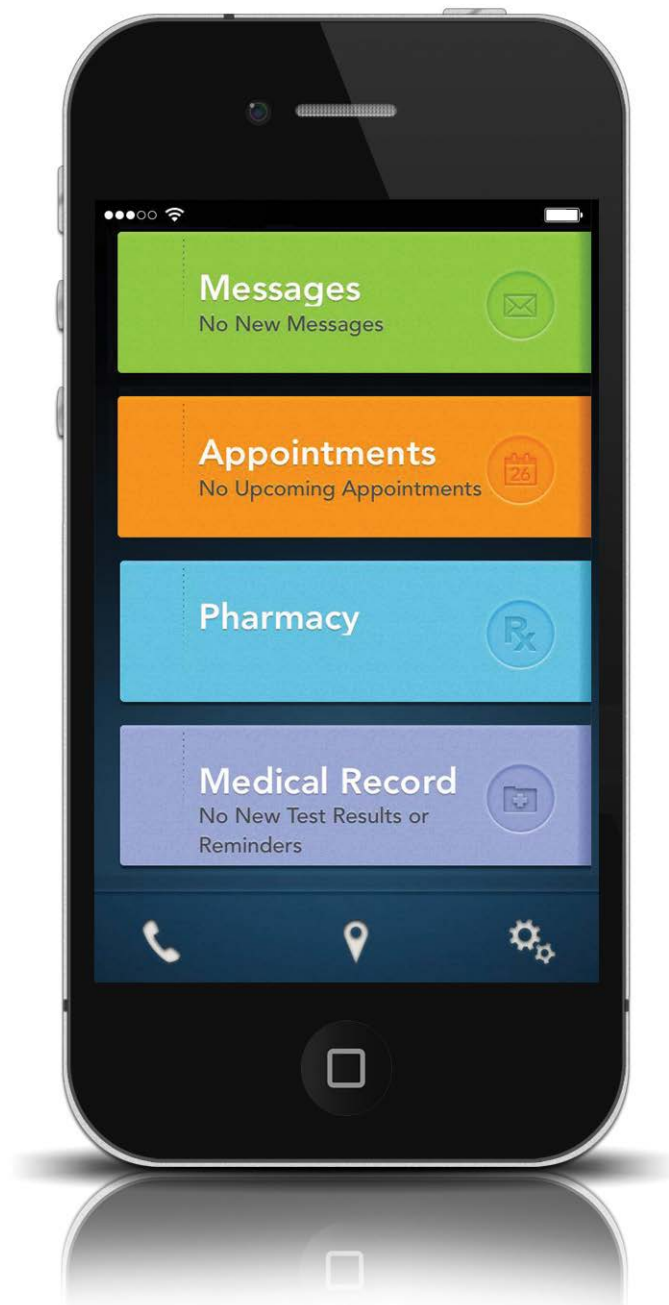 Messages
No New Messages
Appointments
No Upcoming Appointments
26
Pharmacy
Rx
Medical Record
No New Test Results or
Reminders